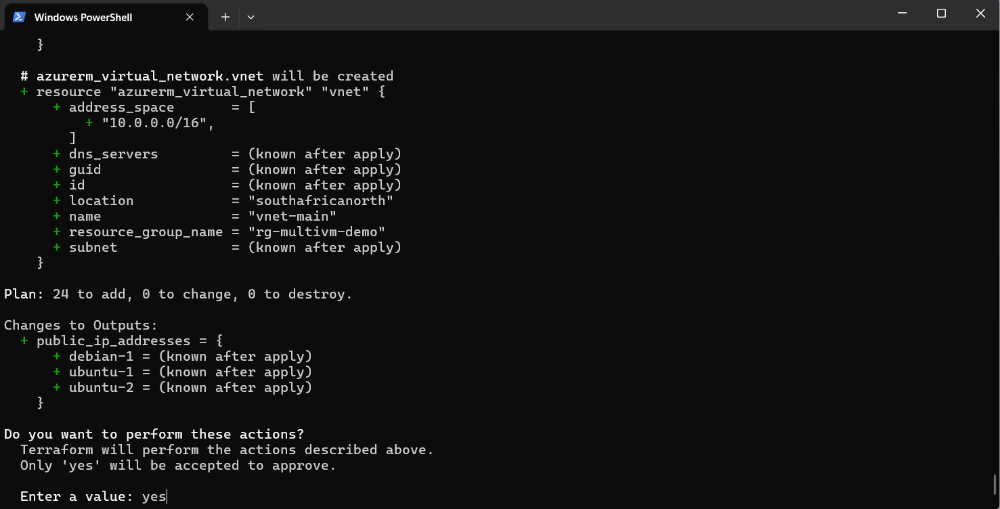 Windows PowerShell
    }

  # azurerm_virtual_network.vnet will be created
  + resource "azurerm_virtual_network" "vnet" {
      + address_space       = [
          + "10.0.0.0/16",
        ]
      + dns_servers         = (known after apply)
      + guid                = (known after apply)
      + id                  = (known after apply)
      + location            = "southafricanorth"
      + name                = "vnet-main"
      + resource_group_name = "rg-multivm-demo"
      + subnet              = (known after apply)
    }

Plan: 24 to add, 0 to change, 0 to destroy.

Changes to Outputs:
  + public_ip_addresses = {
      + debian-1 = (known after apply)
      + ubuntu-1 = (known after apply)
      + ubuntu-2 = (known after apply)
    }

Do you want to perform these actions?
  Terraform will perform the actions described above.
  Only 'yes' will be accepted to approve.

  Enter a value: yes